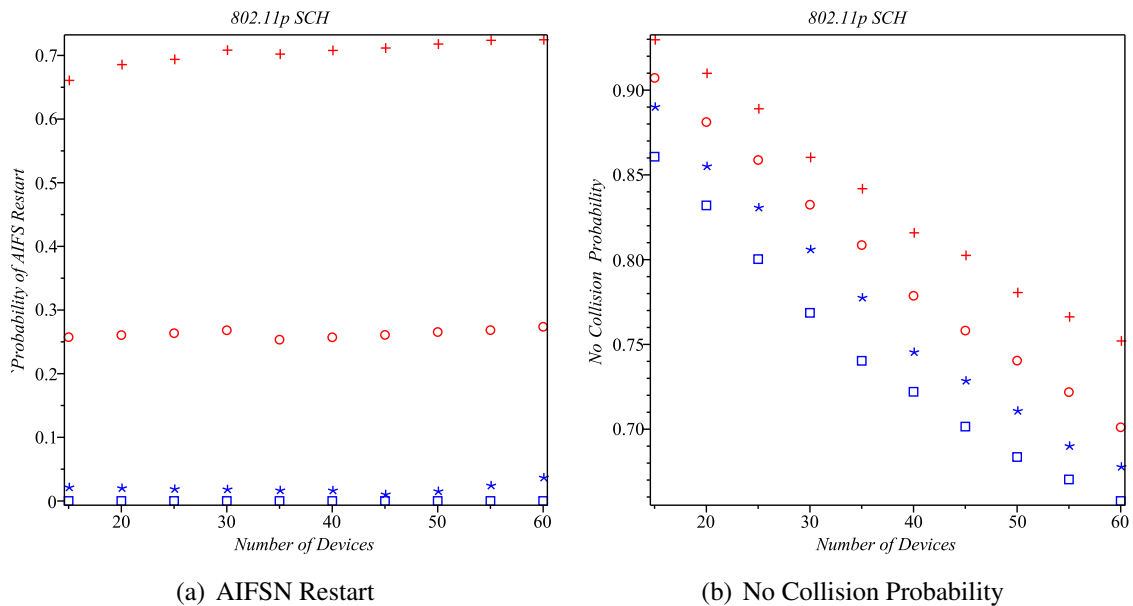 802.11p SCH
0.7
0.6
0.5
0.4
0.3
0.2
0.1
0
`Probability of AIFS Restart
20
30
40
50
60
Number of Devices
(a) AIFSN Restart
802.11p SCH
0.90
0.85
0.80
0.75
0.70
No Collision Probability
20
30
40
50
60
Number of Devices
(b) No Collision Probability